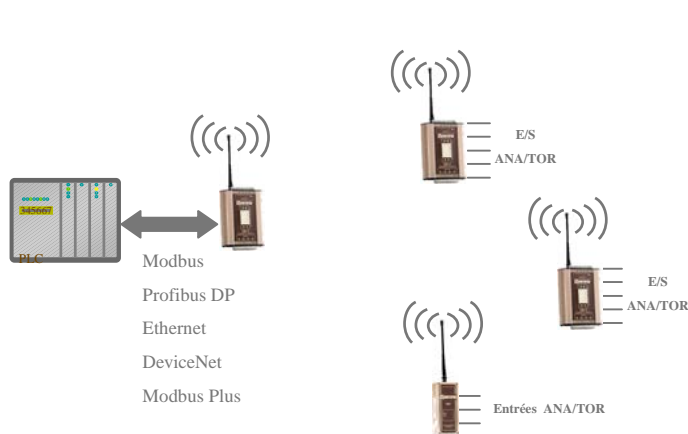 E/S
ANA/TOR
345667
PLC
Modbus
Profibus DP
Ethernet
DeviceNet
Modbus Plus
E/S
ANA/TOR
Entrées ANA/TOR